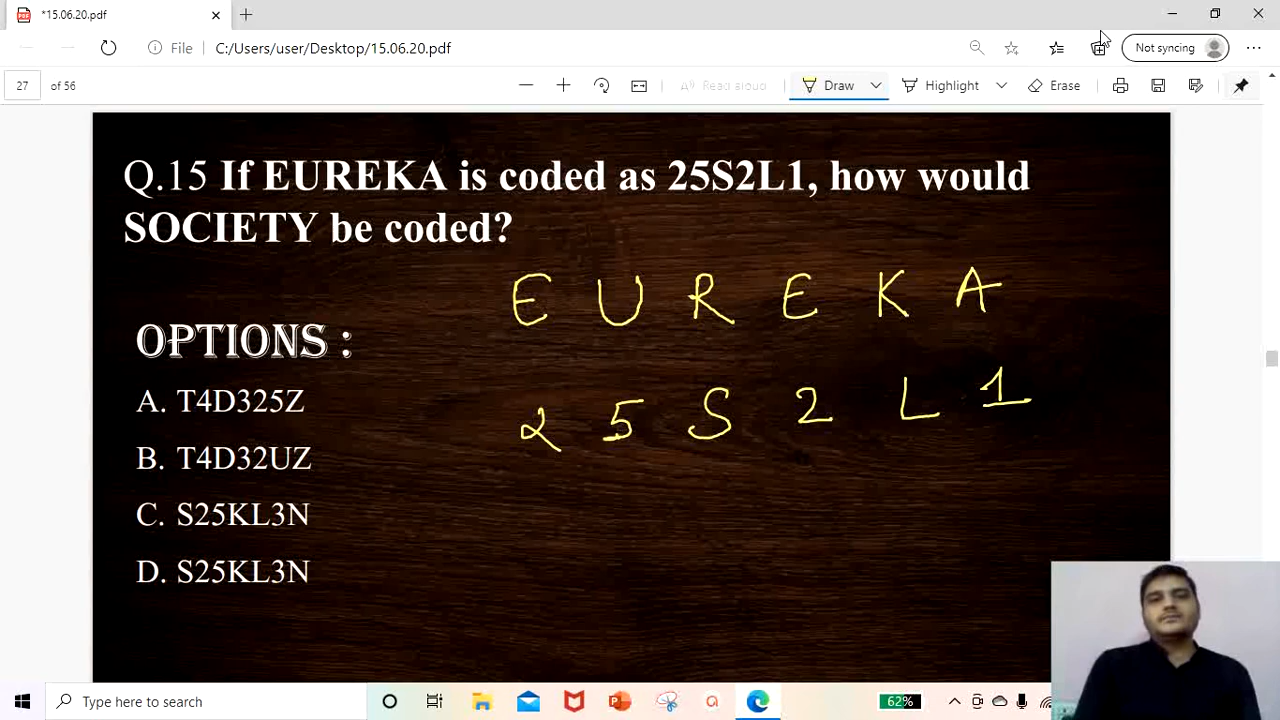 *15.06.20.pdf
File C:/Users/user/Desktop/15.06.20.pdf
Not syncing
27 of 56
Read aloud
Draw
Highlight
Erase
Q.15 If EUREKA is coded as 25S2L1, how would
SOCIETY be coded?
E U R E K A
OPTIONS :
2 5 S 2 L 1
A. T4D325Z
B. T4D32UZ
C. S25KL3N
D. S25KL3N
Type here to search
62%